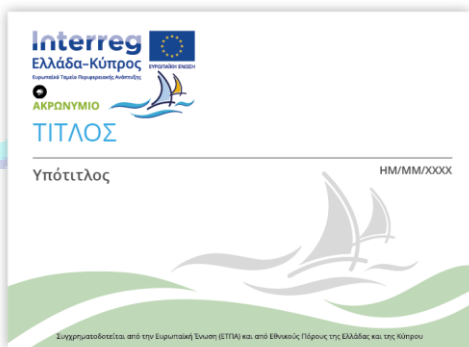 Interreg
Ελλάδα-Κύπρος
ΕΥΡΩΠΑΪΚΗ ΕΝΩΣΗ
Ευρωπαϊκό Ταμείο Περιφερειακής Ανάπτυξης
ΑΚΡΩΝΥΜΙΟ
ΤΙΤΛΟΣ
Υπότιτλος
ΗΜ/ΜΜ/ΧΧΧΧ
Συγχρηματοδοτείται από την Ευρωπαϊκή Ένωση (ΕΤΠΑ) και από Εθνικούς Πόρους της Ελλάδας και της Κύπρου